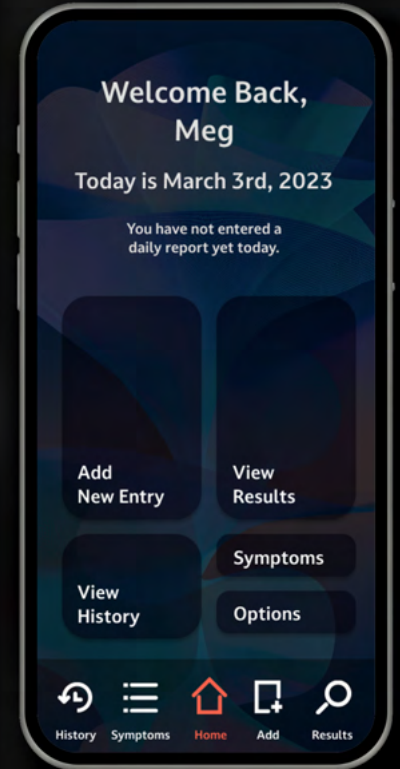 Welcome Back,
Meg
Today is March 3rd, 2023
You have not entered a
daily report yet today.
Add
New Entry
View
Results
View
History
Symptoms
Options
History Symptoms Home Add Results